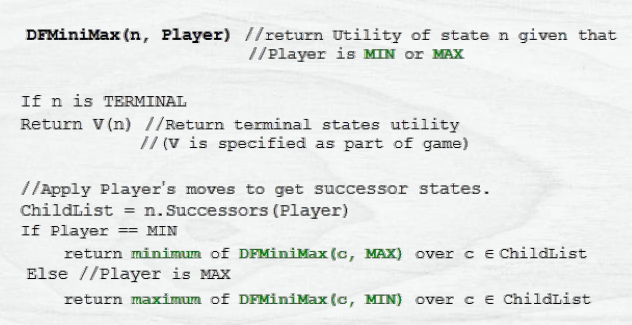 DFMiniMax(n, Player) //return Utility of state n given that
//Player is MIN or MAX
If n is TERMINAL
Return V(n) //Return terminal states utility
//(V is specified as part of game)
//Apply Player's moves to get successor states.
ChildList = n.Successors(Player)
If Player == MIN
return minimum of DFMiniMax(c, MAX) over c ∈ ChildList
Else //Player is MAX
return maximum of DFMiniMax(c, MIN) over c ∈ ChildList